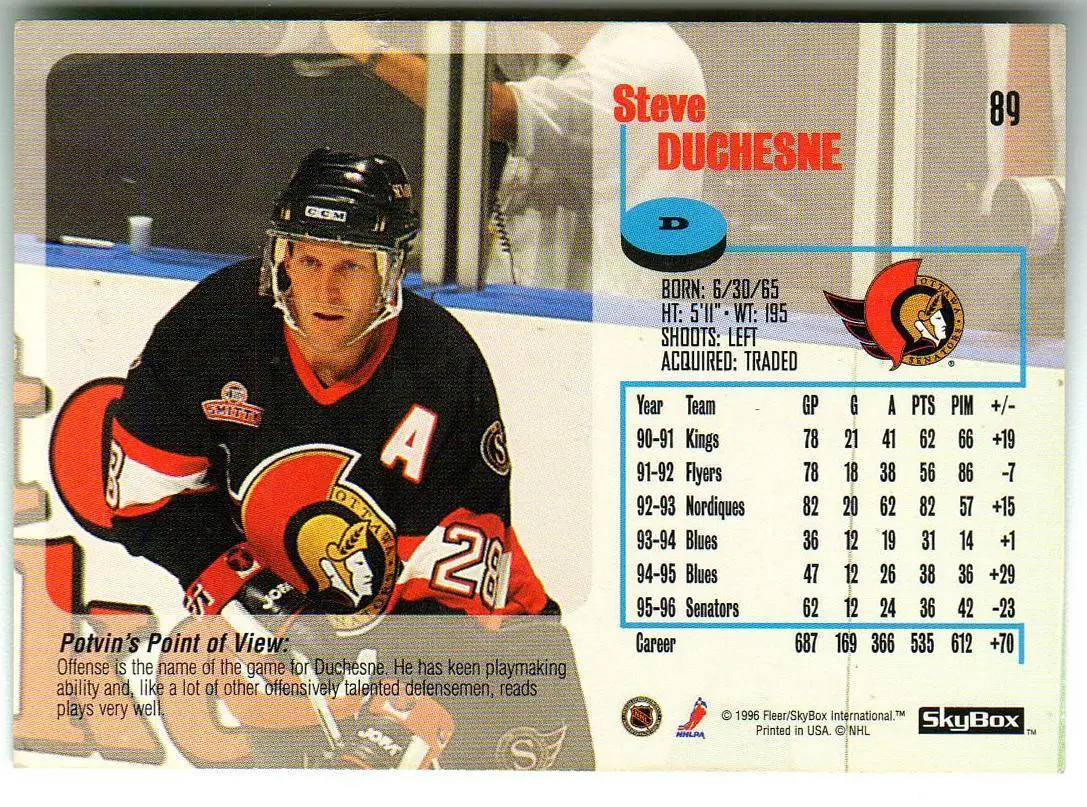 Steve
DUCHESNE
89
D
BORN: 6/30/65
HT: 5'11" · WT: 195
SHOOTS: LEFT
ACQUIRED: TRADED
OTTAWA
SENATORS
®
Year Team GP G A PTS PIM +/-
90-91 Kings 78 21 41 62 66 +19
91-92 Flyers 78 18 38 56 86 -7
92-93 Nordiques 82 20 62 82 57 +15
93-94 Blues 36 12 19 31 14 +1
94-95 Blues 47 12 26 38 36 +29
95-96 Senators 62 12 24 36 42 -23
Career 687 169 366 535 612 +70
CCM
SMITTY
A
S
OTTAWA
28
JOFA
Potvin's Point of View:
Offense is the name of the game for Duchesne. He has keen playmaking
ability and, like a lot of other offensively talented defensemen, reads
plays very well.
JOFA
S
NHL
NHLPA
© 1996 Fleer/SkyBox International.™
Printed in USA. © NHL
SkyBox™